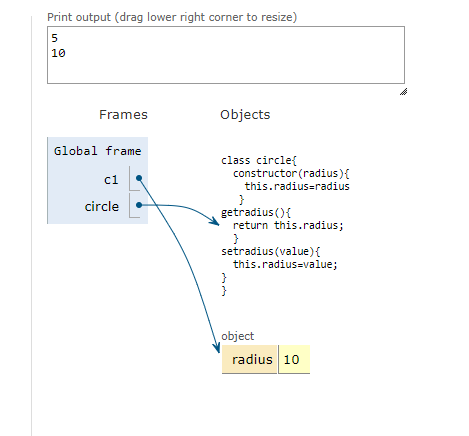 Print output (drag lower right corner to resize)
5
10
Frames
Objects
Global frame
c1
circle
class circle{
  constructor(radius){
    this.radius=radius
   }
getradius(){
  return this.radius;
  }
setradius(value){
  this.radius=value;
}
}
object
radius 10